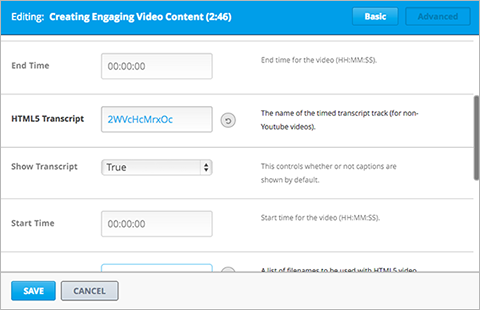 Editing: Creating Engaging Video Content (2:46)
Basic
Advanced
End Time
00:00:00
End time for the video (HH:MM:SS).
HTML5 Transcript
2WVcHcMrxOc
The name of the timed transcript track (for non-
Youtube videos).
Show Transcript
True
This controls whether or not captions are
shown by default.
Start Time
00:00:00
Start time for the video (HH:MM:SS).
A list of filenames to be used with HTML5 video.
SAVE
CANCEL